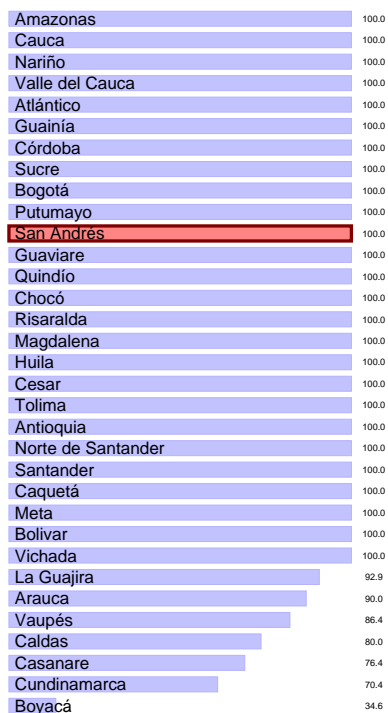 Amazonas 100.0
Cauca 100.0
Nariño 100.0
Valle del Cauca 100.0
Atlántico 100.0
Guainía 100.0
Córdoba 100.0
Sucre 100.0
Bogotá 100.0
Putumayo 100.0
San Andrés 100.0
Guaviare 100.0
Quindío 100.0
Chocó 100.0
Risaralda 100.0
Magdalena 100.0
Huila 100.0
Cesar 100.0
Tolima 100.0
Antioquia 100.0
Norte de Santander 100.0
Santander 100.0
Caquetá 100.0
Meta 100.0
Bolivar 100.0
Vichada 100.0
La Guajira 92.9
Arauca 90.0
Vaupés 86.4
Caldas 80.0
Casanare 76.4
Cundinamarca 70.4
Boyacá 34.6